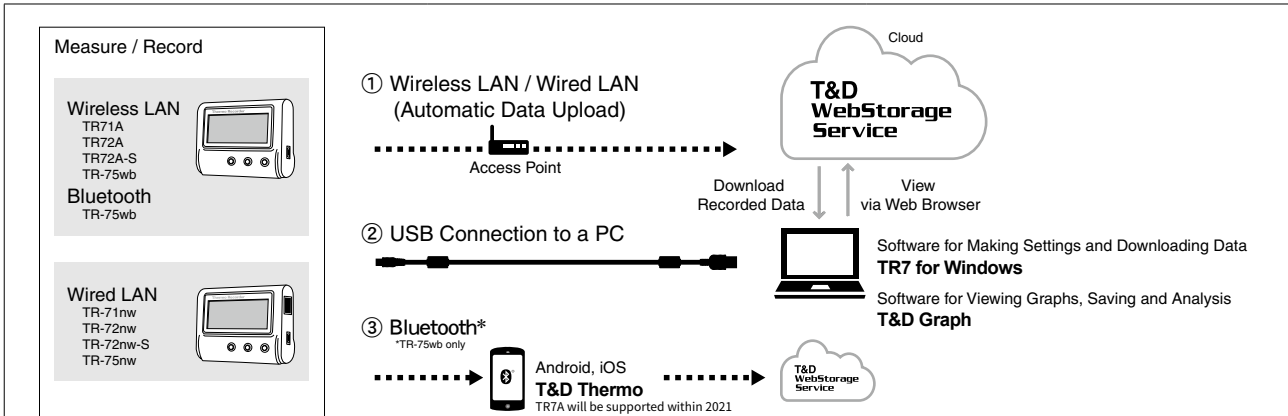 Measure / Record
Wireless LAN
TR71A
TR72A
TR72A-S
TR-75wb
Bluetooth
TR-75wb
Wired LAN
TR-71nw
TR-72nw
TR-72nw-S
TR-75nw
① Wireless LAN / Wired LAN
(Automatic Data Upload)
Access Point
Cloud
T&D
WebStorage
Service
Download
Recorded Data
View
via Web Browser
② USB Connection to a PC
Software for Making Settings and Downloading Data
TR7 for Windows
Software for Viewing Graphs, Saving and Analysis
T&D Graph
③ Bluetooth*
*TR-75wb only
Android, iOS
T&D Thermo
TR7A will be supported within 2021
T&D
WebStorage
Service